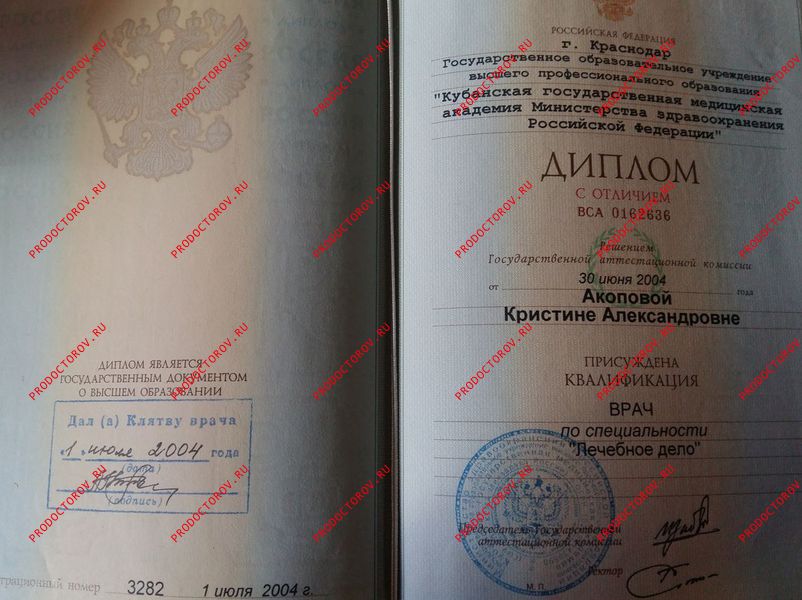 ДИПЛОМ ЯВЛЯЕТСЯ
ГОСУДАРСТВЕННЫМ ДОКУМЕНТОМ
О ВЫСШЕМ ОБРАЗОВАНИИ
Дал (а) Клятву врача
«1» июля 2004 года
(дата)
(подпись)
номер 3282 1 июля 2004 г.
РОССИЙСКАЯ ФЕДЕРАЦИЯ
г. Краснодар
Государственное образовательное учреждение
высшего профессионального образования
"Кубанская государственная медицинская
академия Министерства здравоохранения
Российской Федерации"
ДИПЛОМ
С ОТЛИЧИЕМ
ВСА 0162636
Решением
Государственной аттестационной комиссии
от 30 июня 2004 года
Акоповой
Кристине Александровне
ПРИСУЖДЕНА
КВАЛИФИКАЦИЯ
ВРАЧ
по специальности
"Лечебное дело"
Председатель Государственной
аттестационной комиссии
Ректор
М. П.
PRODOCTOROV.RU